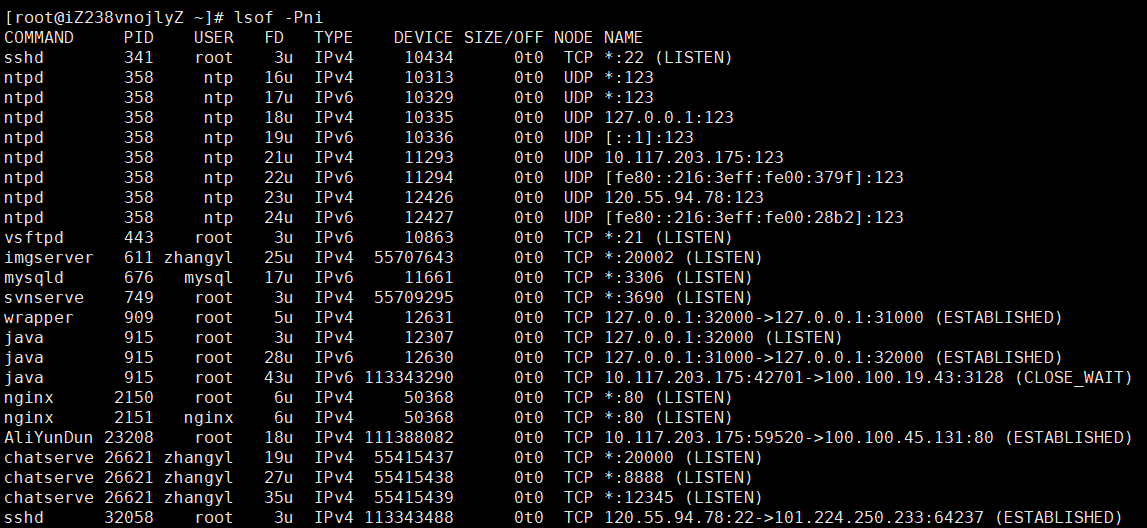 [root@iZ238vnojlyZ ~]# lsof -Pni
COMMAND     PID    USER   FD   TYPE    DEVICE SIZE/OFF NODE NAME
sshd        341    root    3u  IPv4     10434      0t0  TCP *:22 (LISTEN)
ntpd        358     ntp   16u  IPv4     10313      0t0  UDP *:123
ntpd        358     ntp   17u  IPv6     10329      0t0  UDP *:123
ntpd        358     ntp   18u  IPv4     10335      0t0  UDP 127.0.0.1:123
ntpd        358     ntp   19u  IPv6     10336      0t0  UDP [::1]:123
ntpd        358     ntp   21u  IPv4     11293      0t0  UDP 10.117.203.175:123
ntpd        358     ntp   22u  IPv6     11294      0t0  UDP [fe80::216:3eff:fe00:379f]:123
ntpd        358     ntp   23u  IPv4     12426      0t0  UDP 120.55.94.78:123
ntpd        358     ntp   24u  IPv6     12427      0t0  UDP [fe80::216:3eff:fe00:28b2]:123
vsftpd      443    root    3u  IPv6     10863      0t0  TCP *:21 (LISTEN)
imgserver   611 zhangyl   25u  IPv4  55707643      0t0  TCP *:20002 (LISTEN)
mysqld      676   mysql   17u  IPv6     11661      0t0  TCP *:3306 (LISTEN)
svnserve    749    root    3u  IPv4  55709295      0t0  TCP *:3690 (LISTEN)
wrapper     909    root    5u  IPv4     12631      0t0  TCP 127.0.0.1:32000->127.0.0.1:31000 (ESTABLISHED)
java        915    root    3u  IPv4     12307      0t0  TCP 127.0.0.1:32000 (LISTEN)
java        915    root   28u  IPv6     12630      0t0  TCP 127.0.0.1:31000->127.0.0.1:32000 (ESTABLISHED)
java        915    root   43u  IPv6 113343290      0t0  TCP 10.117.203.175:42701->100.100.19.43:3128 (CLOSE_WAIT)
nginx      2150    root    6u  IPv4     50368      0t0  TCP *:80 (LISTEN)
nginx      2151   nginx    6u  IPv4     50368      0t0  TCP *:80 (LISTEN)
AliYunDun 23208    root   18u  IPv4 111388082      0t0  TCP 10.117.203.175:59520->100.100.45.131:80 (ESTABLISHED)
chatserve 26621 zhangyl   19u  IPv4  55415437      0t0  TCP *:20000 (LISTEN)
chatserve 26621 zhangyl   27u  IPv4  55415438      0t0  TCP *:8888 (LISTEN)
chatserve 26621 zhangyl   35u  IPv4  55415439      0t0  TCP *:12345 (LISTEN)
sshd      32058    root    3u  IPv4 113343488      0t0  TCP 120.55.94.78:22->101.224.250.233:64237 (ESTABLISHED)